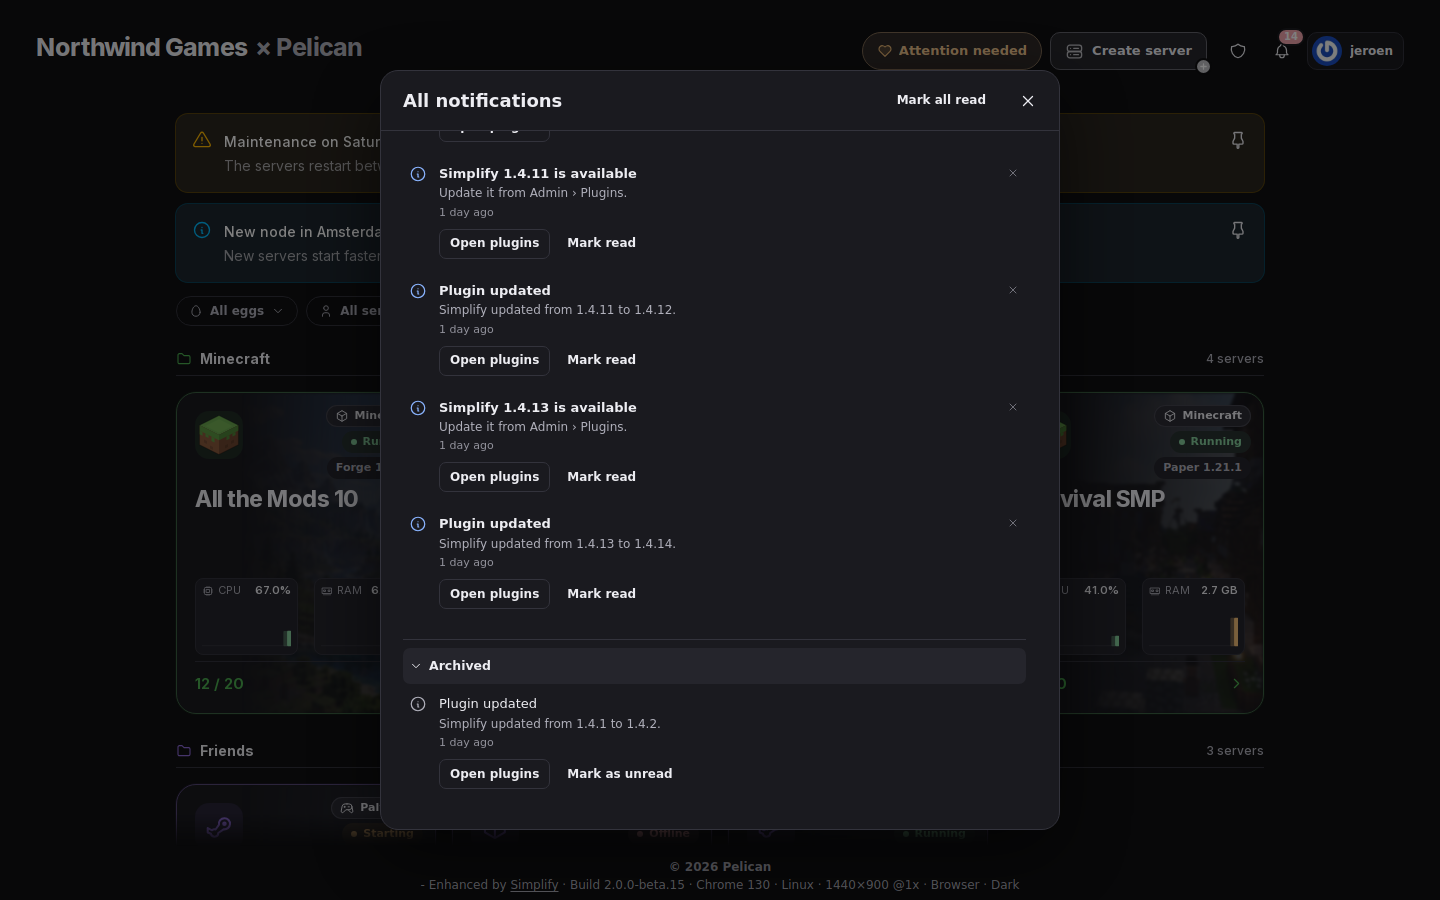 Northwind Games × Pelican
Attention needed
Create server
14
jeroen
All notifications
Mark all read
Maintenance on Satur
The servers restart betw
New node in Amsterda
New servers start faster
All eggs
All ser
Minecraft
4 servers
Simplify 1.4.11 is available
Update it from Admin › Plugins.
1 day ago
Open plugins
Mark read
Plugin updated
Simplify updated from 1.4.11 to 1.4.12.
1 day ago
Open plugins
Mark read
Simplify 1.4.13 is available
Update it from Admin › Plugins.
1 day ago
Open plugins
Mark read
Plugin updated
Simplify updated from 1.4.13 to 1.4.14.
1 day ago
Open plugins
Mark read
Archived
Plugin updated
Simplify updated from 1.4.1 to 1.4.2.
1 day ago
Open plugins
Mark as unread
Mine
Ru
Forge 1
All the Mods 10
CPU 67.0%
RAM 6
12 / 20
Minecraft
Running
Paper 1.21.1
vival SMP
U 41.0%
RAM 2.7 GB
0
Friends
3 servers
Pal
Starting
Offline
Running
© 2026 Pelican
- Enhanced by Simplify · Build 2.0.0-beta.15 · Chrome 130 · Linux · 1440×900 @1x · Browser · Dark